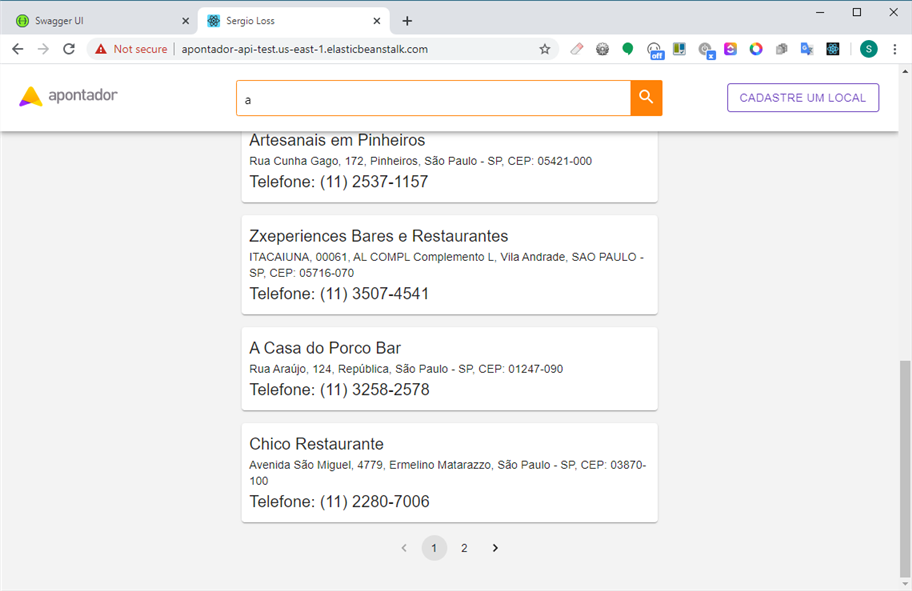 Swagger UI
Sergio Loss
Not secure
apontador-api-test.us-east-1.elasticbeanstalk.com
off
S
apontador
a
CADASTRE UM LOCAL
Artesanais em Pinheiros
Rua Cunha Gago, 172, Pinheiros, São Paulo - SP, CEP: 05421-000
Telefone: (11) 2537-1157
Zxeperiences Bares e Restaurantes
ITACAIUNA, 00061, AL COMPL Complemento L, Vila Andrade, SAO PAULO -
SP, CEP: 05716-070
Telefone: (11) 3507-4541
A Casa do Porco Bar
Rua Araújo, 124, República, São Paulo - SP, CEP: 01247-090
Telefone: (11) 3258-2578
Chico Restaurante
Avenida São Miguel, 4779, Ermelino Matarazzo, São Paulo - SP, CEP: 03870-
100
Telefone: (11) 2280-7006
1 2